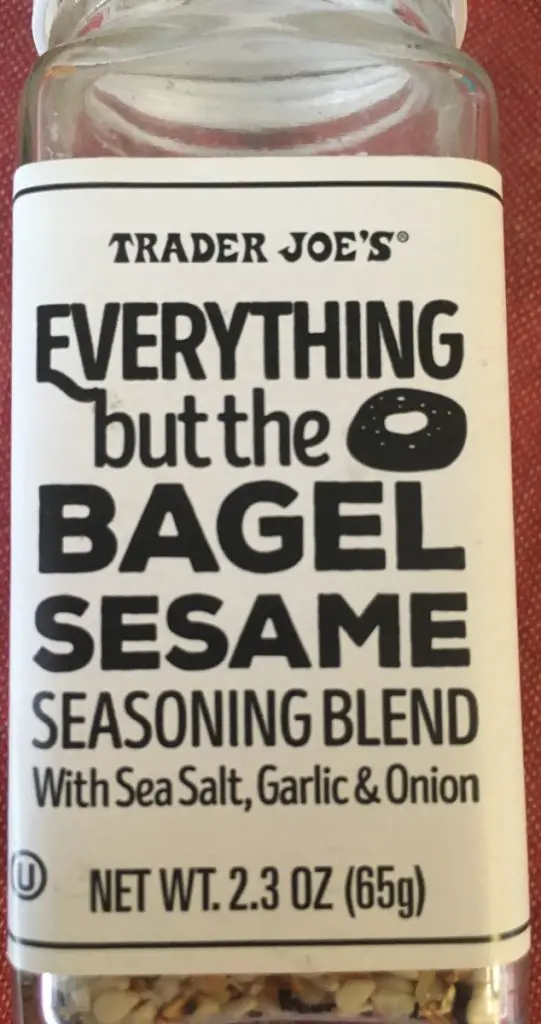 TRADER JOE'S®
EVERYTHING
but the
BAGEL
SESAME
SEASONING BLEND
With Sea Salt, Garlic & Onion
U
NET WT. 2.3 OZ (65g)